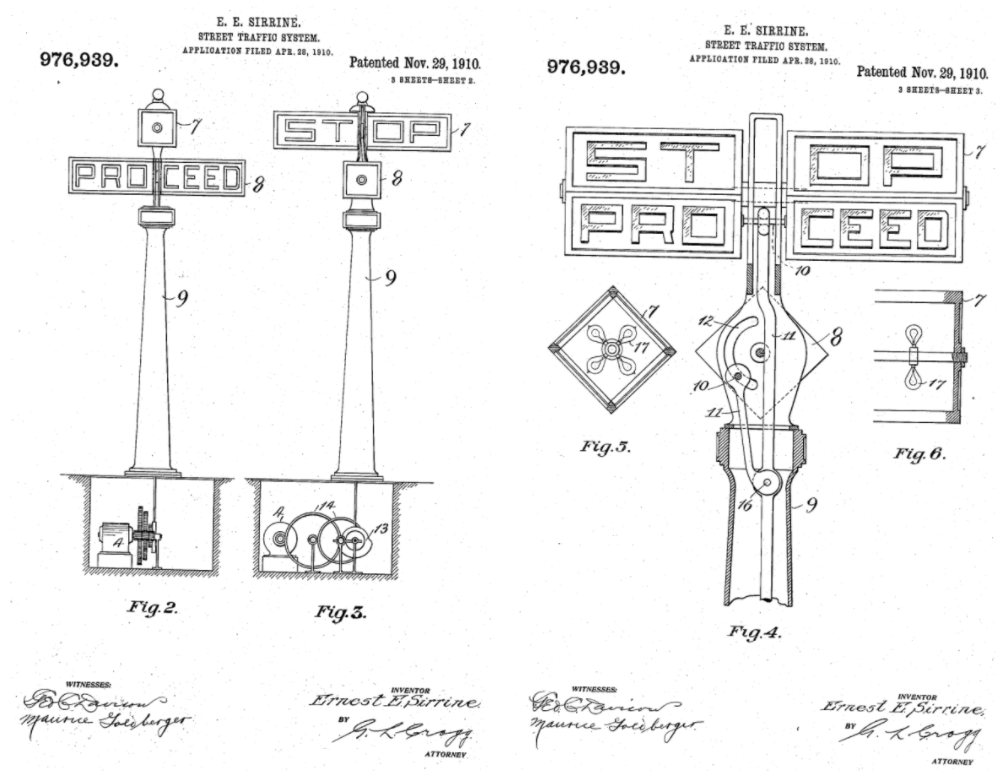 E. E. SIRRINE.
STREET TRAFFIC SYSTEM.
APPLICATION FILED APR. 28, 1910.
976,939.
Patented Nov. 29, 1910.
3 SHEETS—SHEET 2.
7
PROCEED
8
9
4
Fig. 2.
STOP
7
8
9
4
14
13
Fig. 3.
WITNESSES:
Maurice Goldberger
INVENTOR
Ernest E. Sirrine.
BY
G. L. Cragg
ATTORNEY
E. E. SIRRINE.
STREET TRAFFIC SYSTEM.
APPLICATION FILED APR. 28, 1910.
976,939.
Patented Nov. 29, 1910.
3 SHEETS—SHEET 3.
STOP
7
PROCEED
10
12
11
8
10
11
16
9
Fig. 4.
7
17
Fig. 5.
7
17
Fig. 6.
WITNESSES:
Maurice Goldberger
INVENTOR
Ernest E. Sirrine,
BY
G. L. Cragg
ATTORNEY